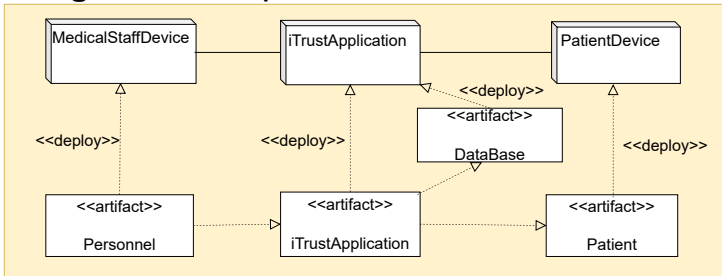 MedicalStaffDevice
iTrustApplication
PatientDevice
<<deploy>>
<<deploy>>
<<deploy>>
<<deploy>>
<<artifact>>
DataBase
<<artifact>>
Personnel
<<artifact>>
iTrustApplication
<<artifact>>
Patient